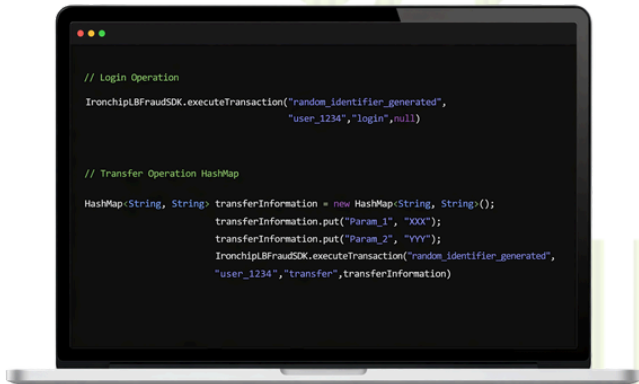 // Login Operation
IronchipLBFraudSDK.executeTransaction("random_identifier_generated",
"user_1234","login",null)
// Transfer Operation HashMap
HashMap<String, String> transferInformation = new HashMap<String, String>();
transferInformation.put("Param_1", "XXX");
transferInformation.put("Param_2", "YYY");
IronchipLBFraudSDK.executeTransaction("random_identifier_generated",
"user_1234","transfer",transferInformation)